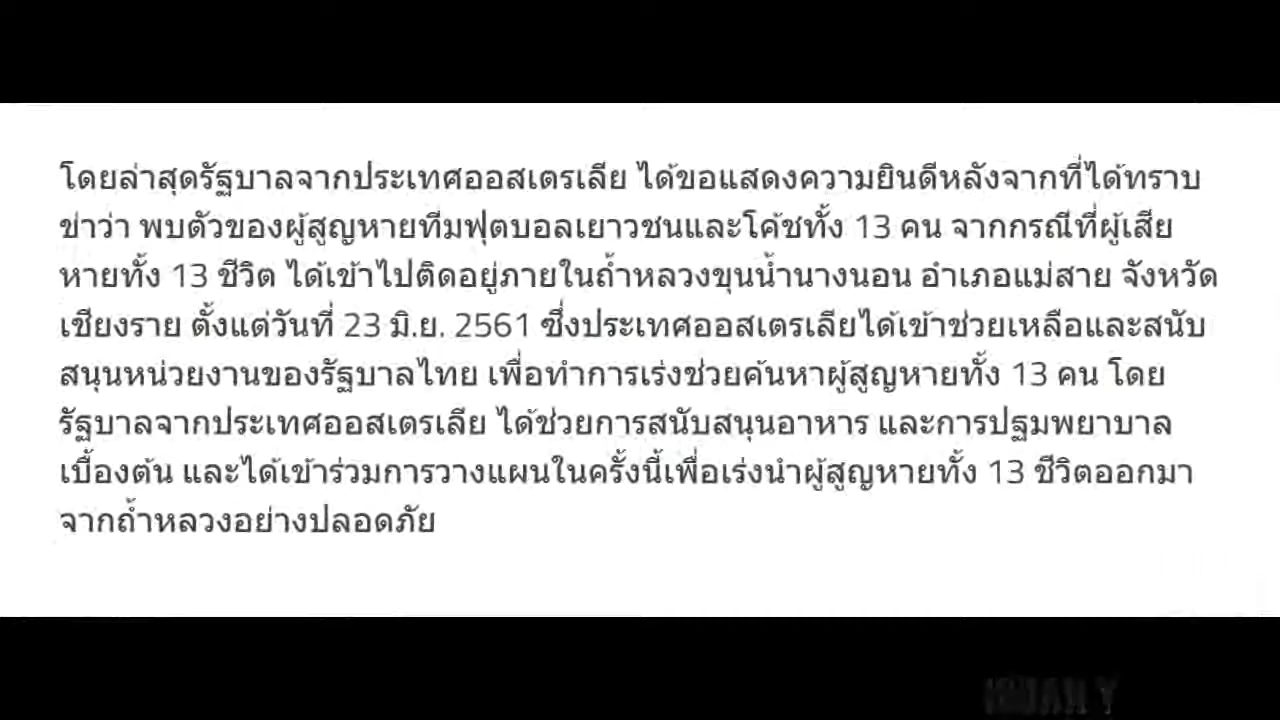 โดยล่าสุดรัฐบาลจากประเทศออสเตรเลีย ได้ขอแสดงความยินดีหลังจากที่ได้ทราบ
ข่าวว่า พบตัวของผู้สูญหายทีมฟุตบอลเยาวชนและโค้ชทั้ง 13 คน จากกรณีที่ผู้เสีย
หายทั้ง 13 ชีวิต ได้เข้าไปติดอยู่ภายในถ้ำหลวงขุนน้ำนางนอน อำเภอแม่สาย จังหวัด
เชียงราย ตั้งแต่วันที่ 23 มิ.ย. 2561 ซึ่งประเทศออสเตรเลียได้เข้าช่วยเหลือและสนับ
สนุนหน่วยงานของรัฐบาลไทย เพื่อทำการเร่งช่วยค้นหาผู้สูญหายทั้ง 13 คน โดย
รัฐบาลจากประเทศออสเตรเลีย ได้ช่วยการสนับสนุนอาหาร และการปฐมพยาบาล
เบื้องต้น และได้เข้าร่วมการวางแผนในครั้งนี้เพื่อเร่งนำผู้สูญหายทั้ง 13 ชีวิตออกมา
จากถ้ำหลวงอย่างปลอดภัย